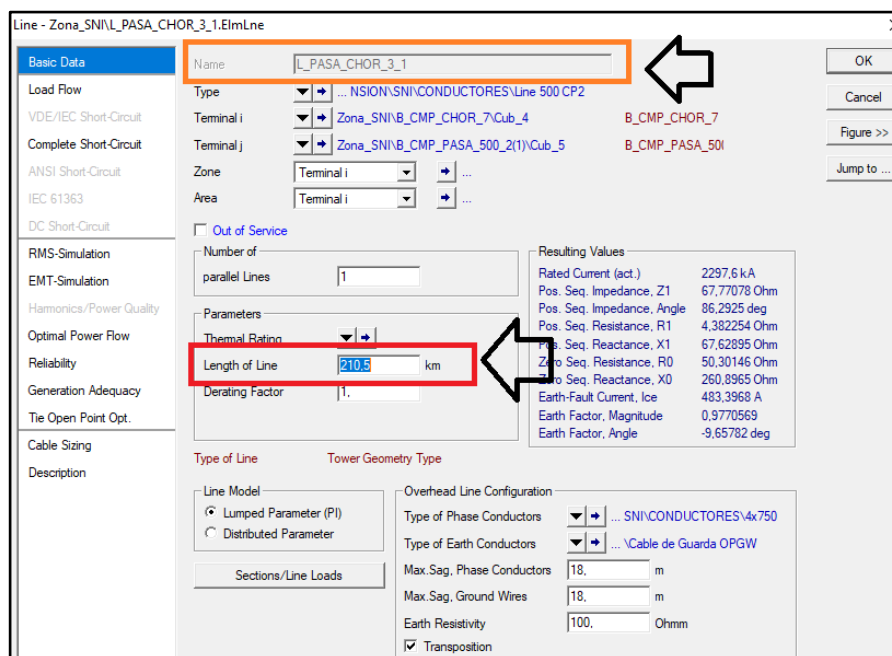 Line - Zona_SNI\L_PASA_CHOR_3_1.ElmLne
Basic Data
Load Flow
VDE/IEC Short-Circuit
Complete Short-Circuit
ANSI Short-Circuit
IEC 61363
DC Short-Circuit
RMS-Simulation
EMT-Simulation
Harmonics/Power Quality
Optimal Power Flow
Reliability
Generation Adequacy
Tie Open Point Opt.
Cable Sizing
Description
Name L_PASA_CHOR_3_1
Type ... NSION\SNI\CONDUCTORES\Line 500 CP2
Terminal i Zona_SNI\B_CMP_CHOR_7\Cub_4 B_CMP_CHOR_7
Terminal j Zona_SNI\B_CMP_PASA_500_2(1)\Cub_5 B_CMP_PASA_500
Zone Terminal i ...
Area Terminal i ...
Out of Service
Number of
parallel Lines 1
Parameters
Thermal Rating
Length of Line 210,5 km
Derating Factor 1,
Resulting Values
Rated Current (act.) 2297,6 kA
Pos. Seq. Impedance, Z1 67,77078 Ohm
Pos. Seq. Impedance, Angle 86,2925 deg
Pos. Seq. Resistance, R1 4,382254 Ohm
Pos. Seq. Reactance, X1 67,62895 Ohm
Zero Seq. Resistance, R0 50,30146 Ohm
Zero Seq. Reactance, X0 260,8965 Ohm
Earth-Fault Current, Ice 483,3968 A
Earth Factor, Magnitude 0,9770569
Earth Factor, Angle -9,65782 deg
Type of Line Tower Geometry Type
Line Model
Lumped Parameter (PI)
Distributed Parameter
Sections/Line Loads
Overhead Line Configuration
Type of Phase Conductors ... SNI\CONDUCTORES\4x750
Type of Earth Conductors ... \Cable de Guarda OPGW
Max.Sag, Phase Conductors 18, m
Max.Sag, Ground Wires 18, m
Earth Resistivity 100, Ohmm
Transposition
OK
Cancel
Figure >>
Jump to ...